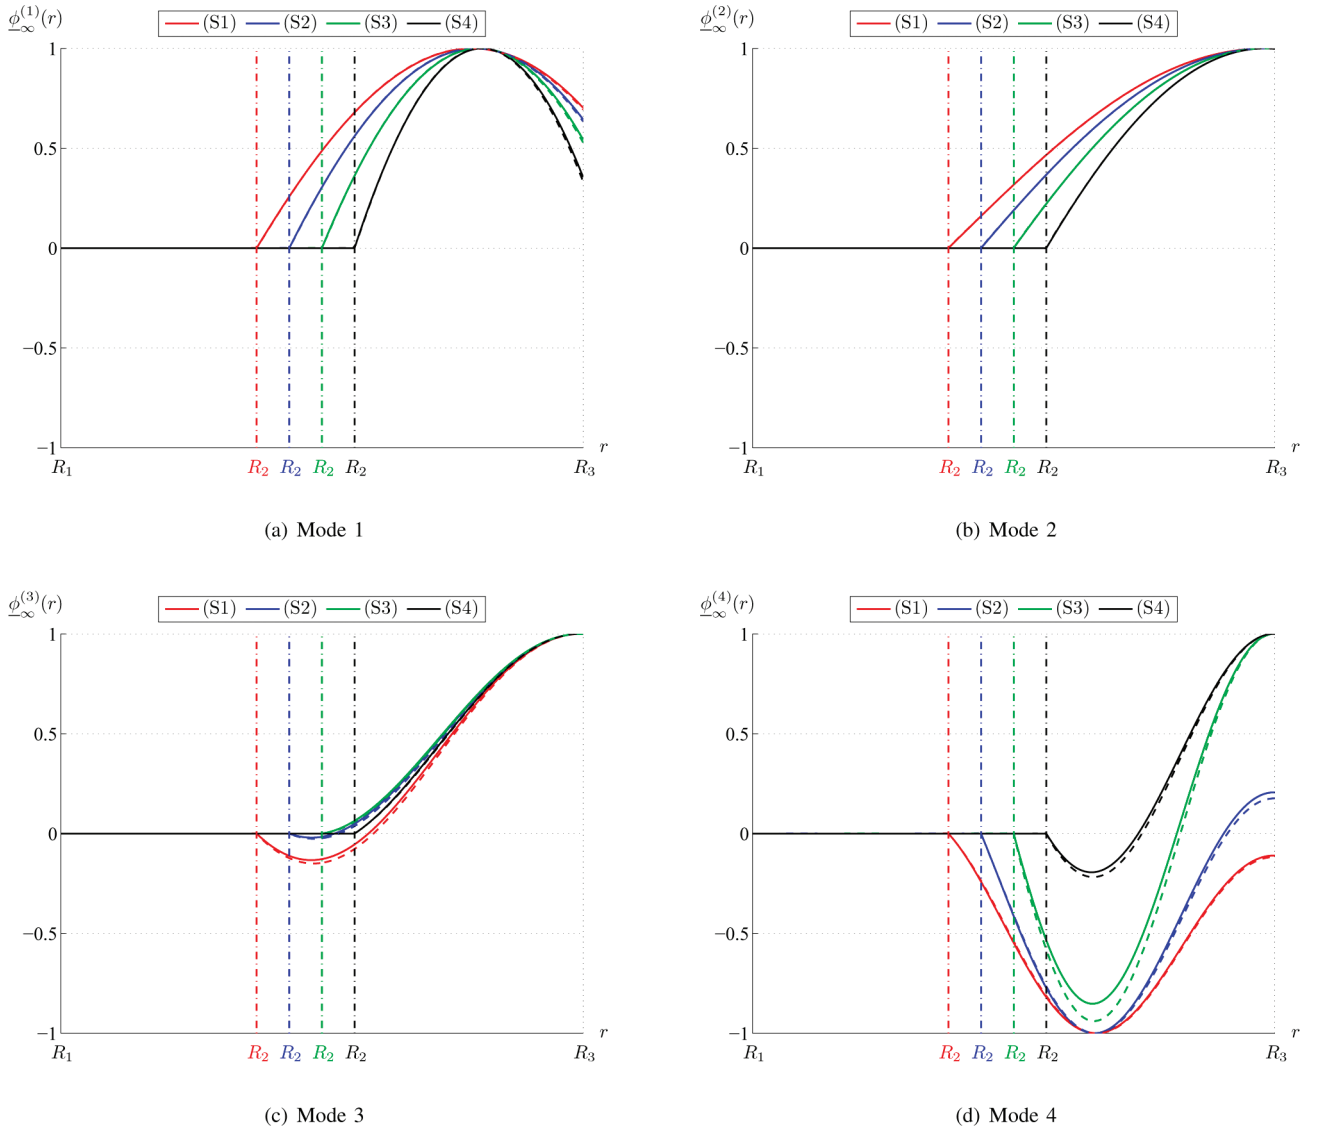 ϕ_∞^(1)(r) (S1) (S2) (S3) (S4)
1
0.5
0
−0.5
−1
r
R₁ R₂ R₂ R₂ R₂ R₃
(a) Mode 1
ϕ_∞^(2)(r) (S1) (S2) (S3) (S4)
1
0.5
0
−0.5
−1
r
R₁ R₂ R₂ R₂ R₂ R₃
(b) Mode 2
ϕ_∞^(3)(r) (S1) (S2) (S3) (S4)
1
0.5
0
−0.5
−1
r
R₁ R₂ R₂ R₂ R₂ R₃
(c) Mode 3
ϕ_∞^(4)(r) (S1) (S2) (S3) (S4)
1
0.5
0
−0.5
−1
r
R₁ R₂ R₂ R₂ R₂ R₃
(d) Mode 4